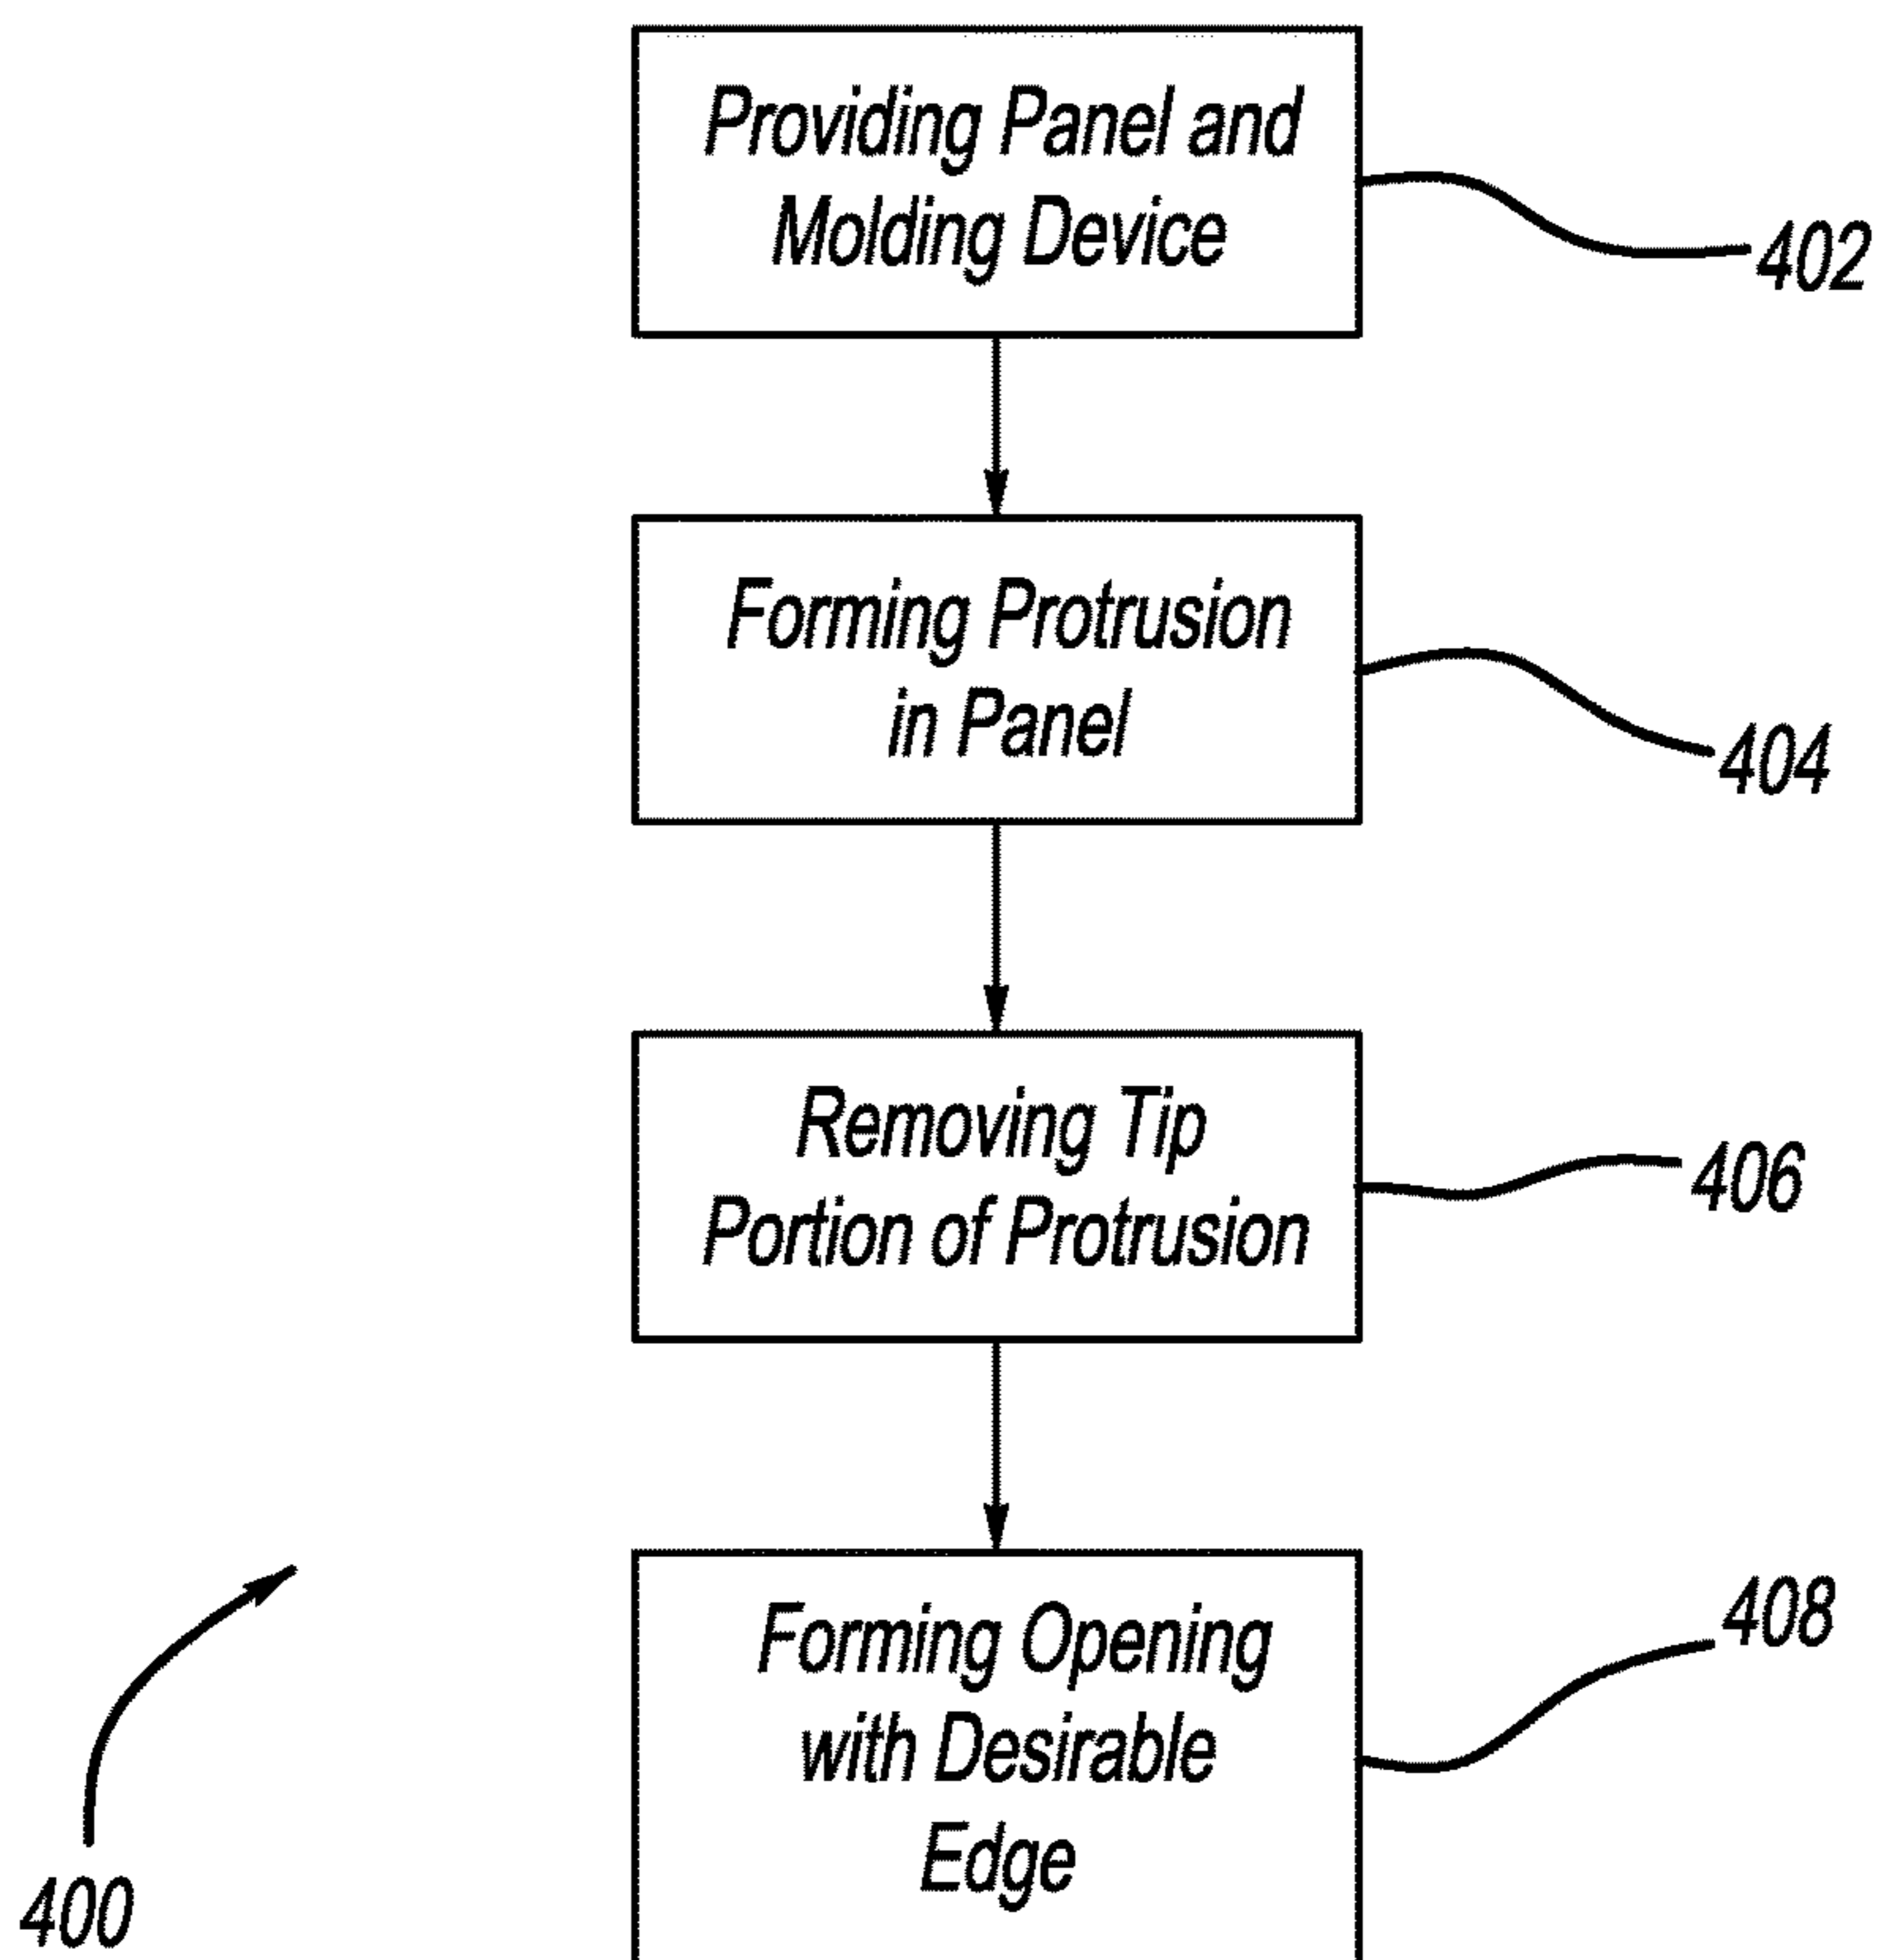 Providing Panel and
Molding Device
402
Forming Protrusion
in Panel
404
Removing Tip
Portion of Protrusion
406
Forming Opening
with Desirable
Edge
408
400